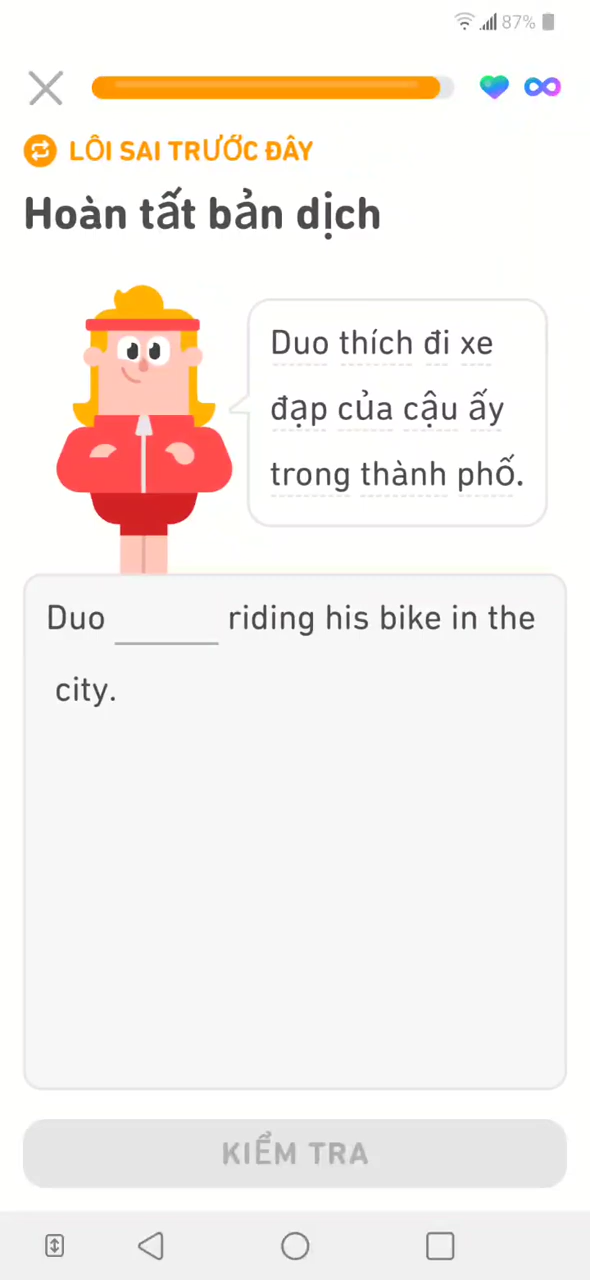 87%
LỖI SAI TRƯỚC ĐÂY
Hoàn tất bản dịch
Duo thích đi xe
đạp của cậu ấy
trong thành phố.
Duo ______ riding his bike in the
city.
KIỂM TRA